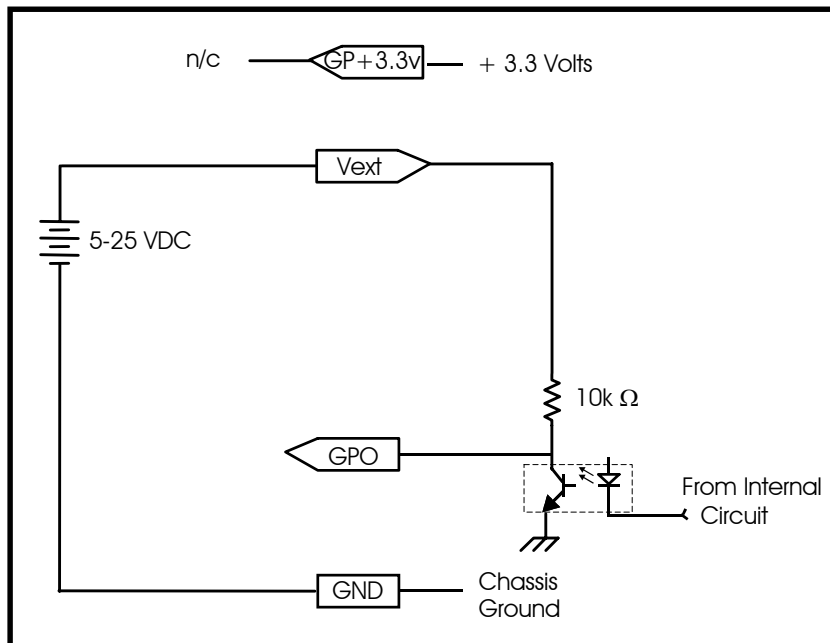 n/c
GP+3.3v
+ 3.3 Volts
Vext
5-25 VDC
10k Ω
GPO
From Internal
Circuit
GND
Chassis
Ground